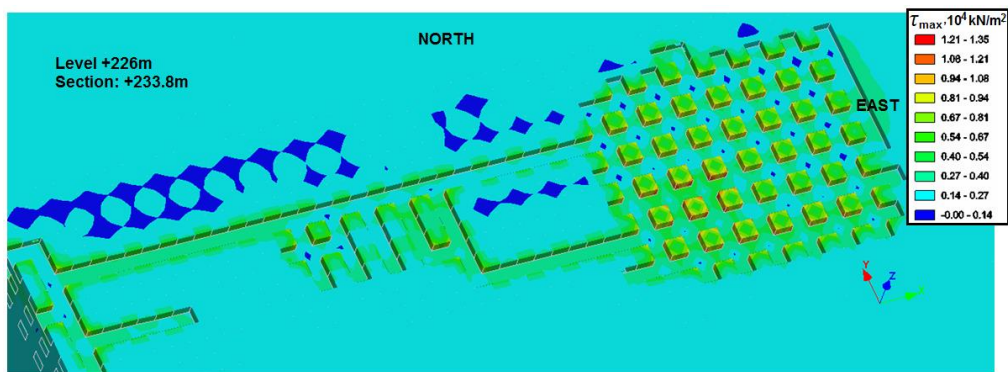 NORTH
Level +226m
Section: +233.8m
EAST
τmax·10⁴ kN/m²
1.21 - 1.35
1.06 - 1.21
0.94 - 1.08
0.81 - 0.94
0.67 - 0.81
0.54 - 0.67
0.40 - 0.54
0.27 - 0.40
0.14 - 0.27
-0.00 - 0.14
Y
Z